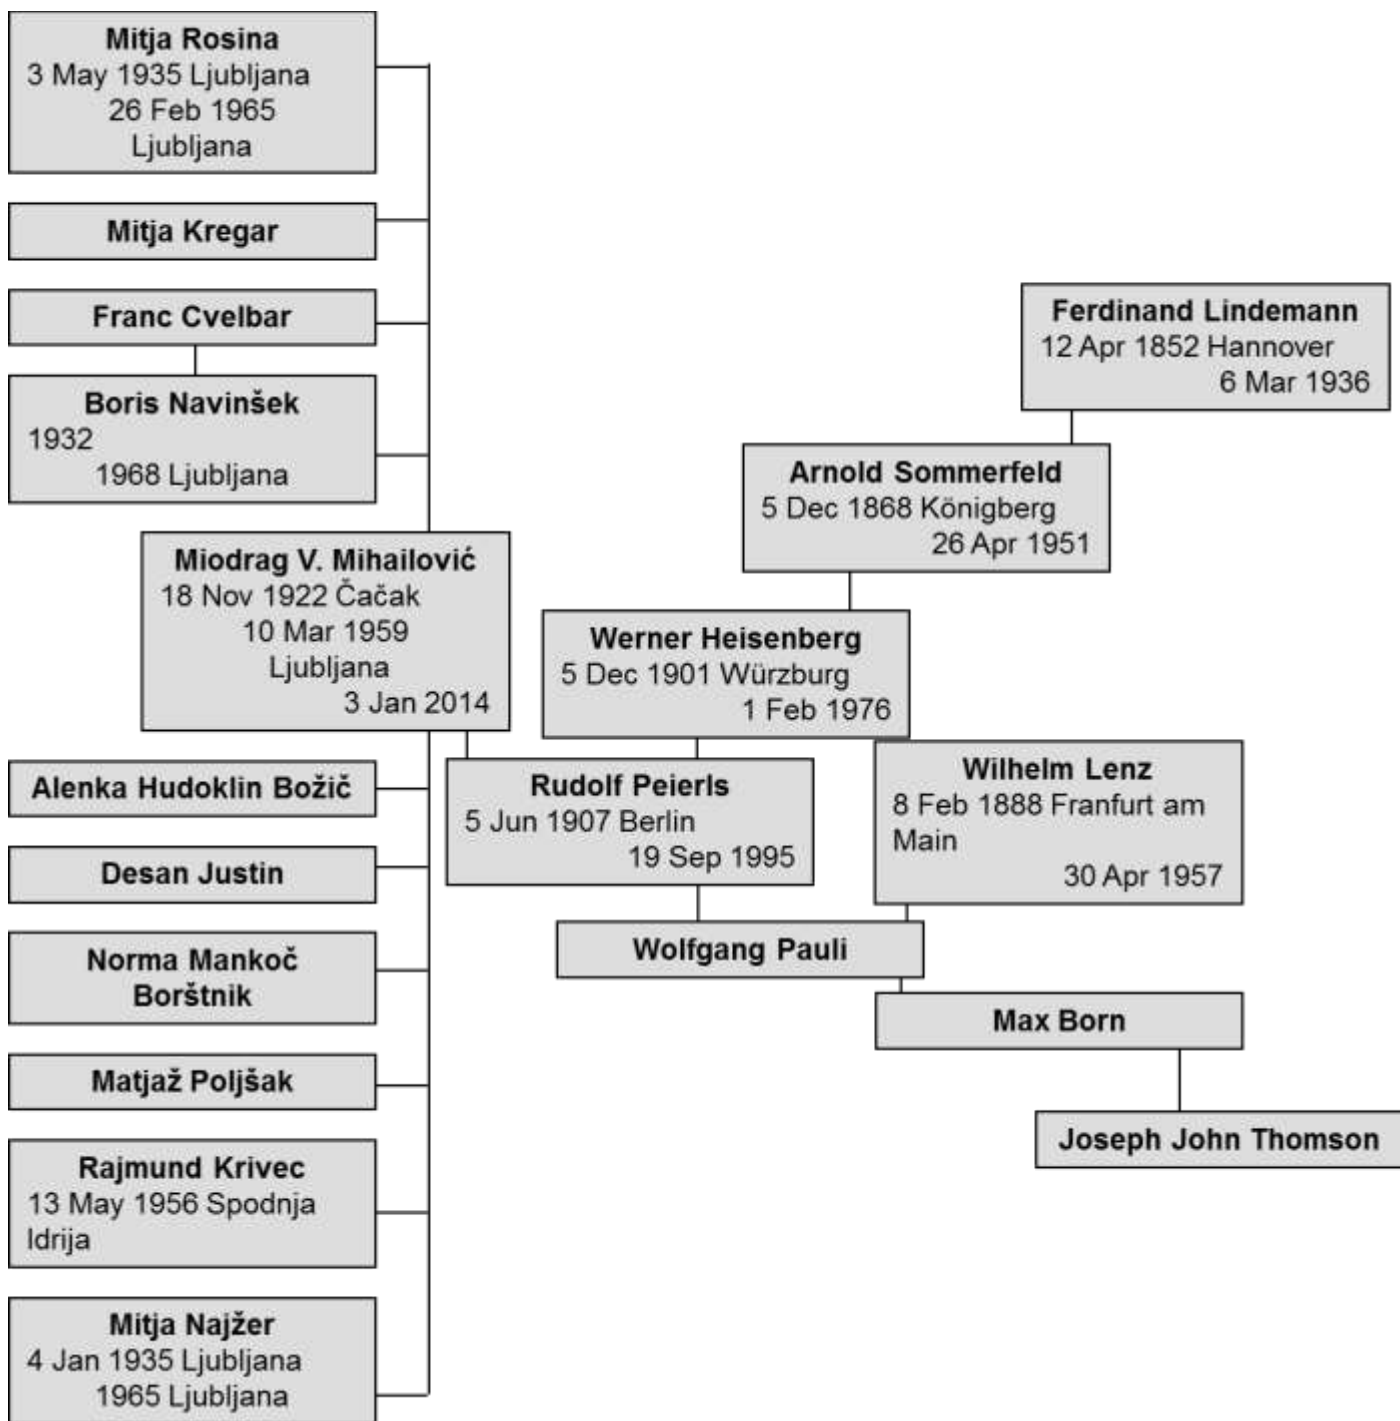 Mitja Rosina
3 May 1935 Ljubljana
26 Feb 1965
Ljubljana
Mitja Kregar
Franc Cvelbar
Boris Navinšek
1932
1968 Ljubljana
Miodrag V. Mihailović
18 Nov 1922 Čačak
10 Mar 1959
Ljubljana
3 Jan 2014
Alenka Hudoklin Božič
Desan Justin
Norma Mankoč
Borštnik
Matjaž Poljšak
Rajmund Krivec
13 May 1956 Spodnja
Idrija
Mitja Najžer
4 Jan 1935 Ljubljana
1965 Ljubljana
Ferdinand Lindemann
12 Apr 1852 Hannover
6 Mar 1936
Arnold Sommerfeld
5 Dec 1868 Königberg
26 Apr 1951
Werner Heisenberg
5 Dec 1901 Würzburg
1 Feb 1976
Rudolf Peierls
5 Jun 1907 Berlin
19 Sep 1995
Wilhelm Lenz
8 Feb 1888 Franfurt am
Main
30 Apr 1957
Wolfgang Pauli
Max Born
Joseph John Thomson